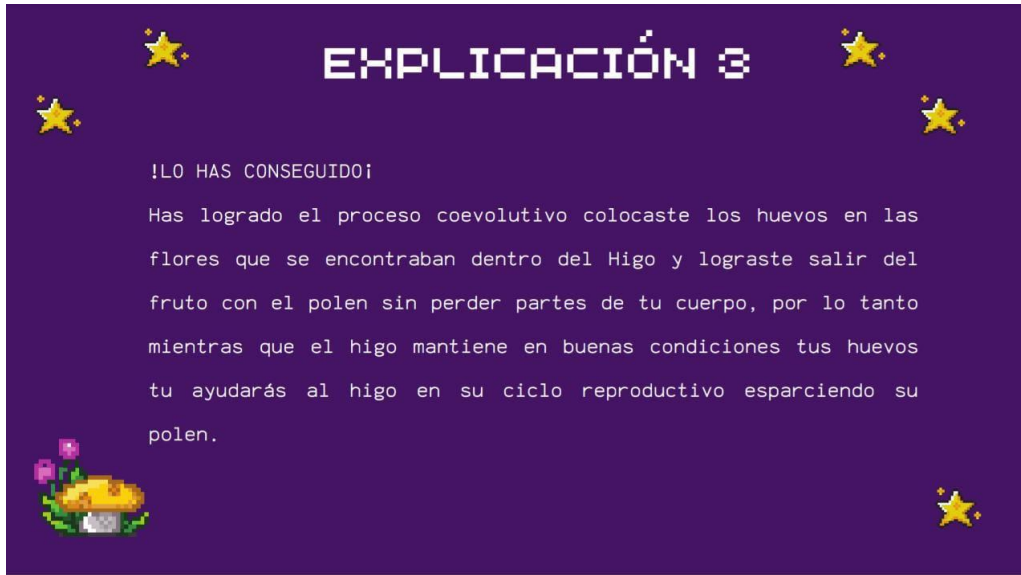 EXPLICACIÓN 3
!LO HAS CONSEGUIDO¡
Has logrado el proceso coevolutivo colocaste los huevos en las
flores que se encontraban dentro del Higo y lograste salir del
fruto con el polen sin perder partes de tu cuerpo, por lo tanto
mientras que el higo mantiene en buenas condiciones tus huevos
tu ayudarás al higo en su ciclo reproductivo esparciendo su
polen.